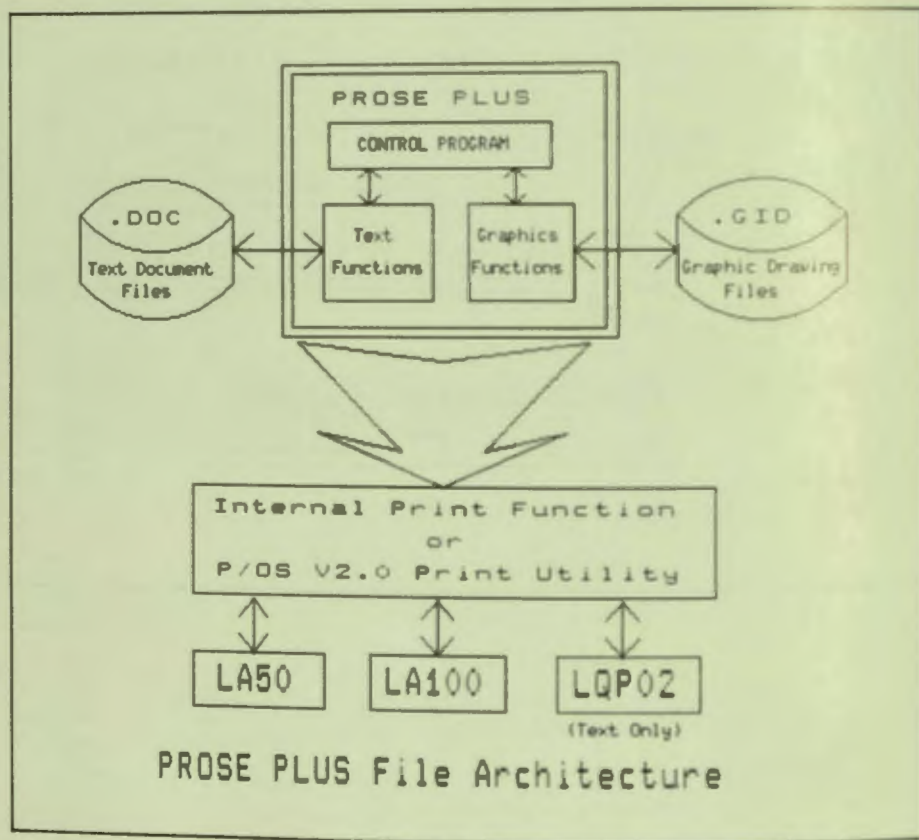 PROSE PLUS
CONTROL PROGRAM
.DOC
Text Document
Files
Text
Functions
Graphics
Functions
.GID
Graphic Drawing
Files
Internal Print Function
or
P/OS V2.0 Print Utility
LA50
LA100
LQP02
(Text Only)
PROSE PLUS File Architecture